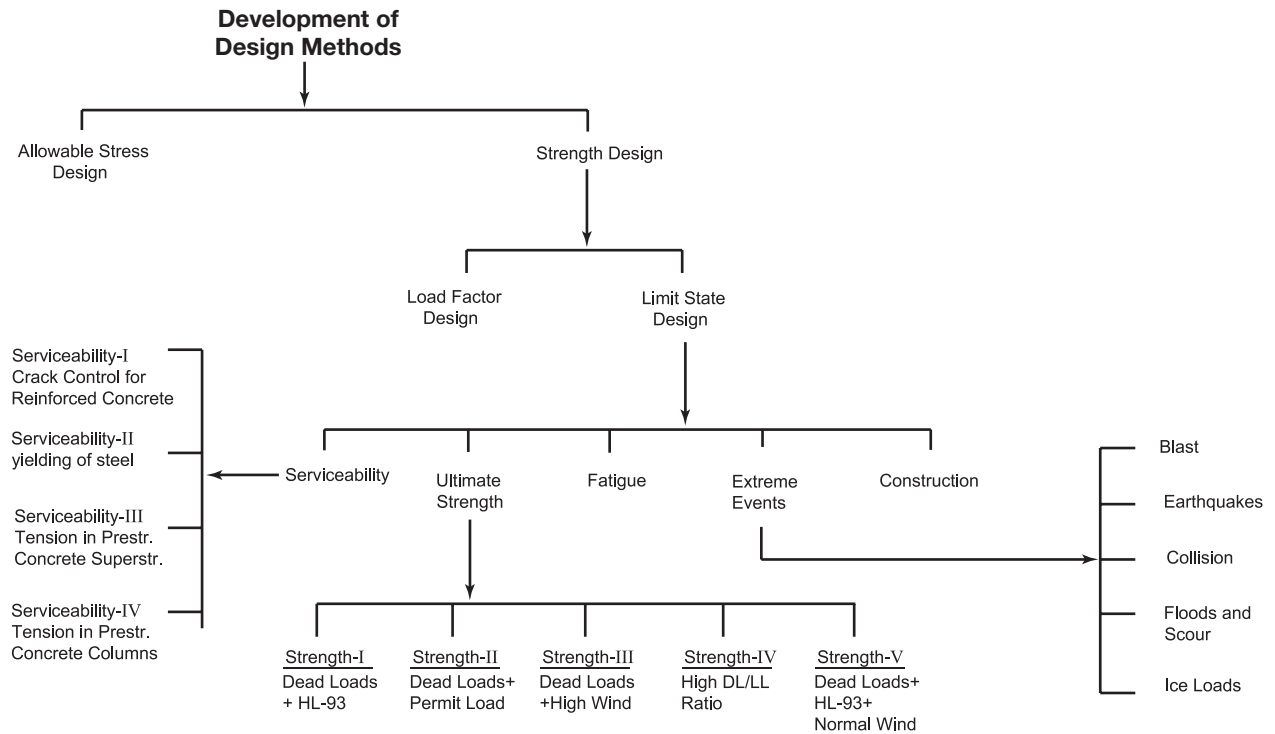 Development of
Design Methods
Allowable Stress
Design
Strength Design
Load Factor
Design
Limit State
Design
Serviceability-I
Crack Control for
Reinforced Concrete
Serviceability-II
yielding of steel
Serviceability-III
Tension in Prestr.
Concrete Superstr.
Serviceability-IV
Tension in Prestr.
Concrete Columns
Serviceability
Ultimate
Strength
Fatigue
Extreme
Events
Construction
Blast
Earthquakes
Collision
Floods and
Scour
Ice Loads
Strength-I
Dead Loads
+ HL-93
Strength-II
Dead Loads+
Permit Load
Strength-III
Dead Loads
+High Wind
Strength-IV
High DL/LL
Ratio
Strength-V
Dead Loads+
HL-93+
Normal Wind